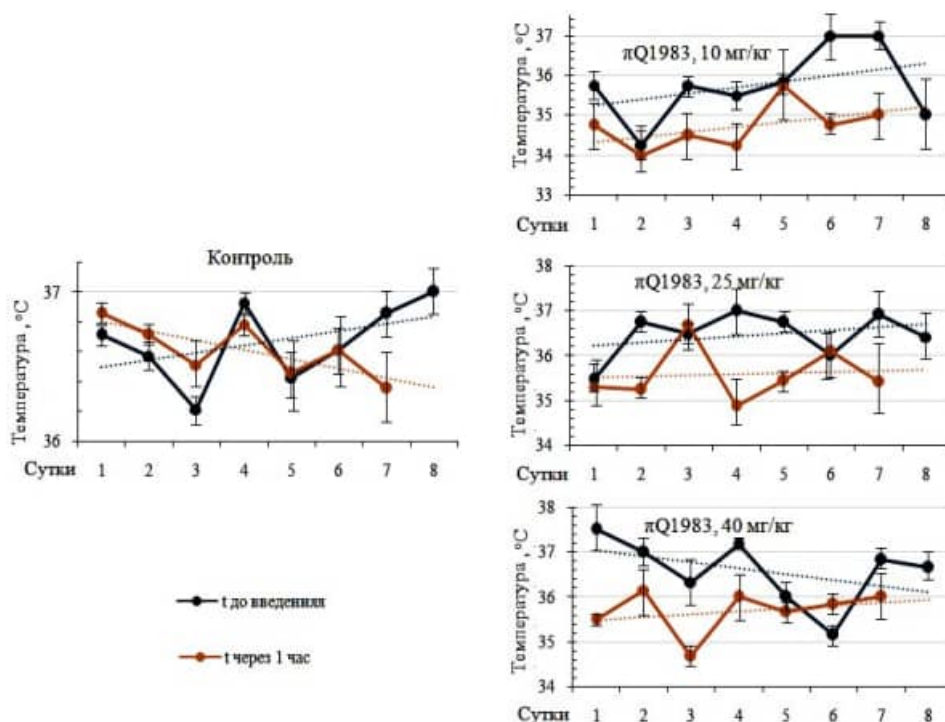 Контроль
Температура, °C
37
36
Сутки 1 2 3 4 5 6 7 8
t до введенияя
t через 1 час
πQ1983, 10 мг/кг
Температура, °C
37
36
35
34
33
Сутки 1 2 3 4 5 6 7 8
πQ1983, 25 мг/кг
Температура, °C
38
37
36
35
34
Сутки 1 2 3 4 5 6 7 8
πQ1983, 40 мг/кг
Температура, °C
38
37
36
35
34
Сутки 1 2 3 4 5 6 7 8